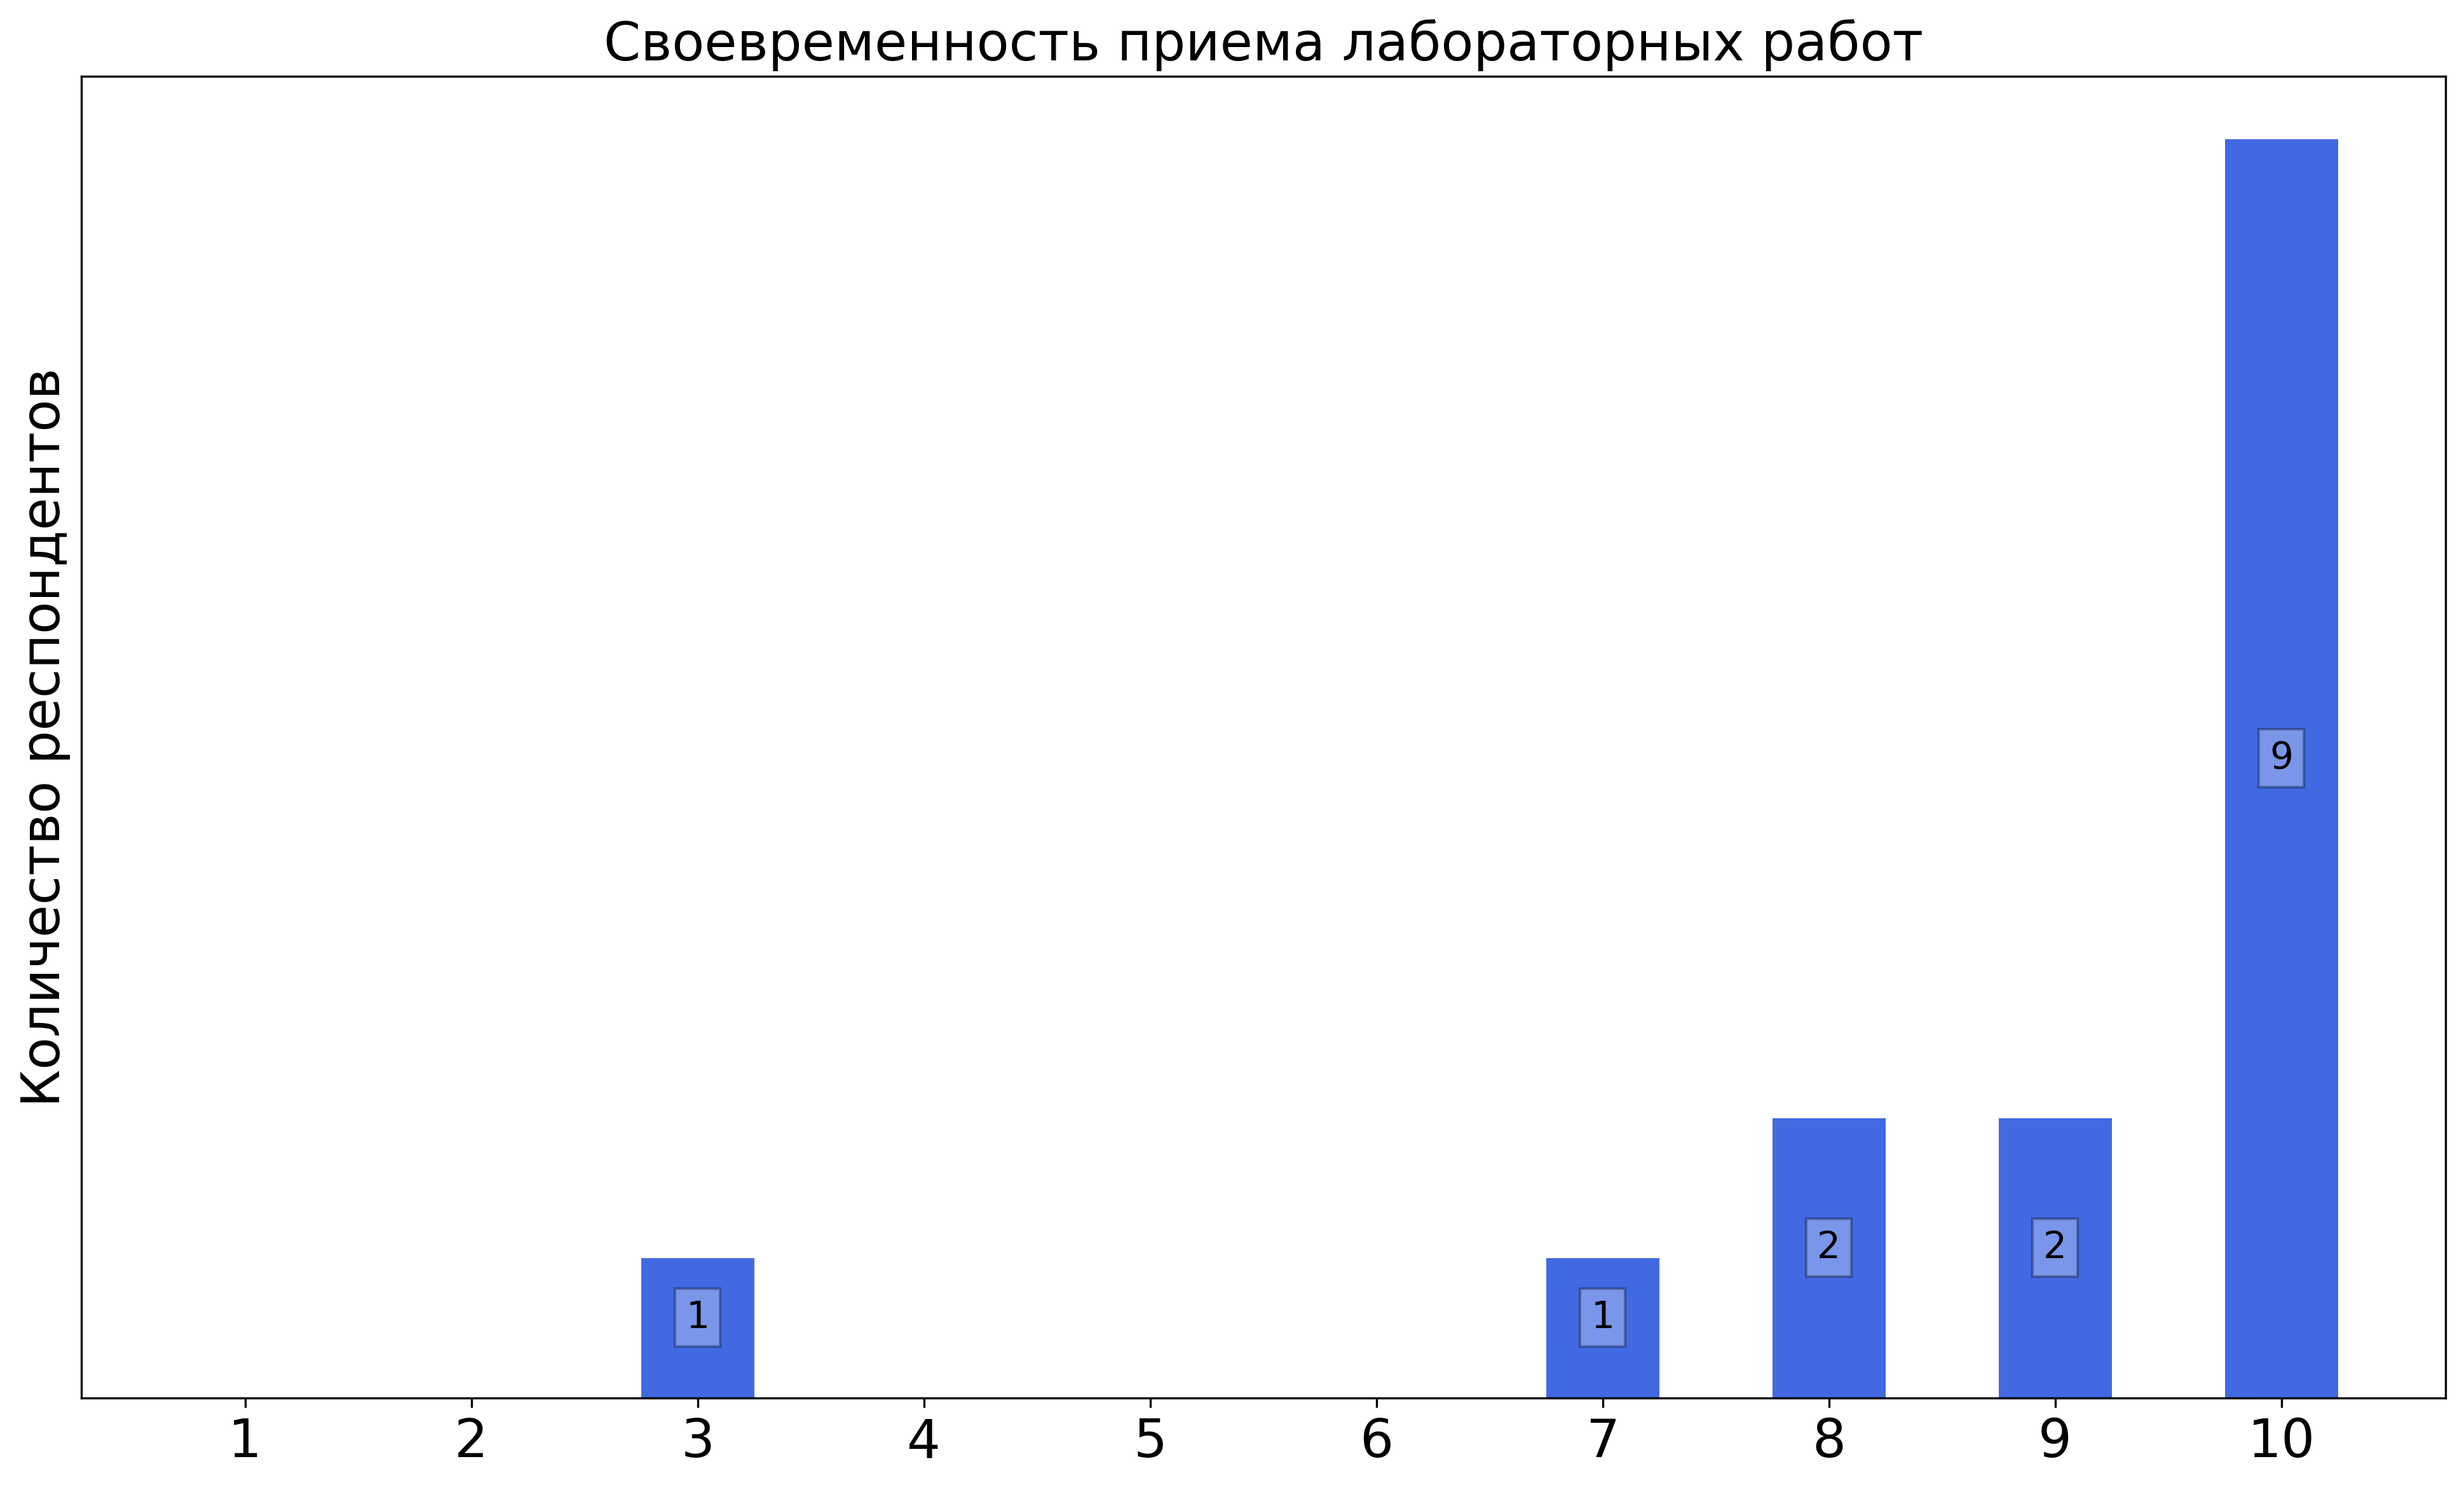 Своевременность приема лабораторных работ
Количество респондентов
9
2
2
1
1
1 2 3 4 5 6 7 8 9 10